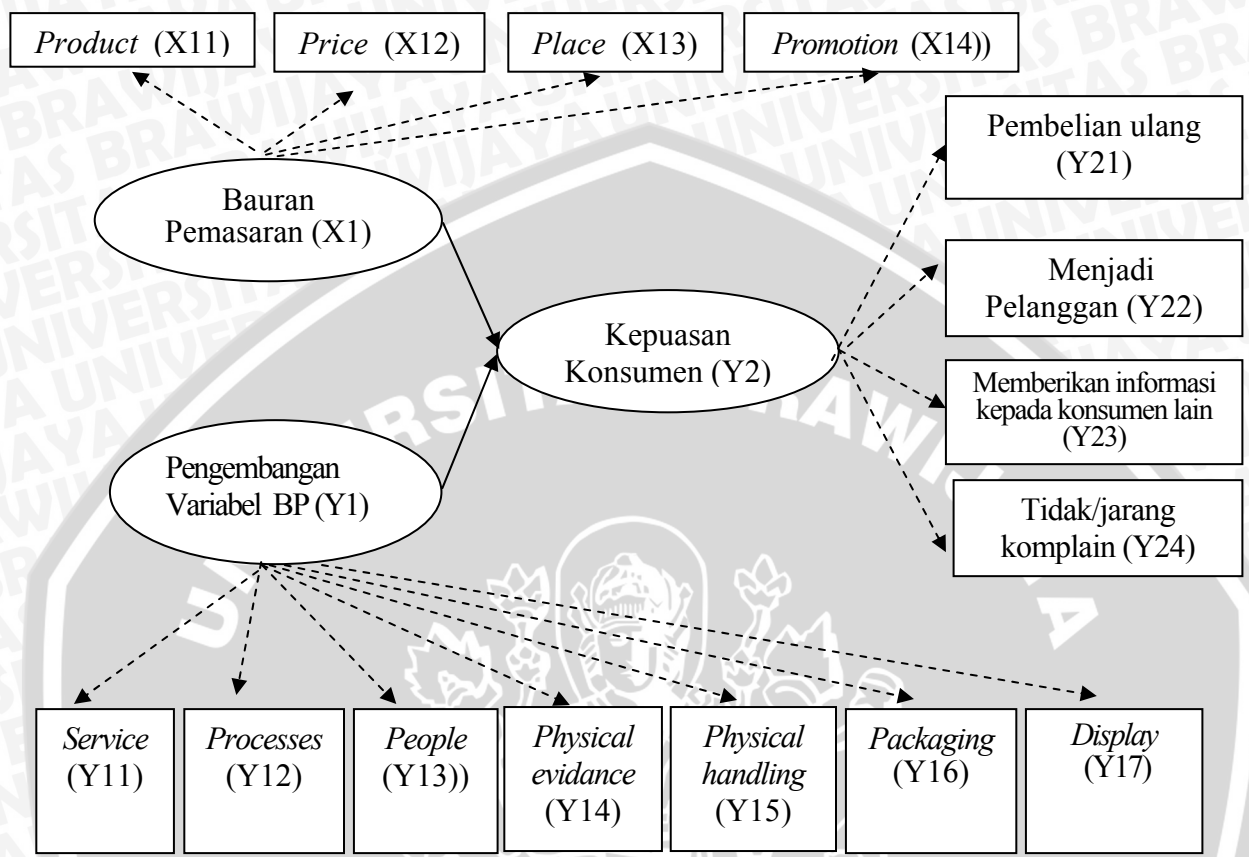 Product (X11)
Price (X12)
Place (X13)
Promotion (X14))
Bauran
Pemasaran (X1)
Pembelian ulang
(Y21)
Menjadi
Pelanggan (Y22)
Kepuasan
Konsumen (Y2)
Memberikan informasi
kepada konsumen lain
(Y23)
Pengembangan
Variabel BP (Y1)
Tidak/jarang
komplain (Y24)
Service
(Y11)
Processes
(Y12)
People
(Y13))
Physical
evidance
(Y14)
Physical
handling
(Y15)
Packaging
(Y16)
Display
(Y17)